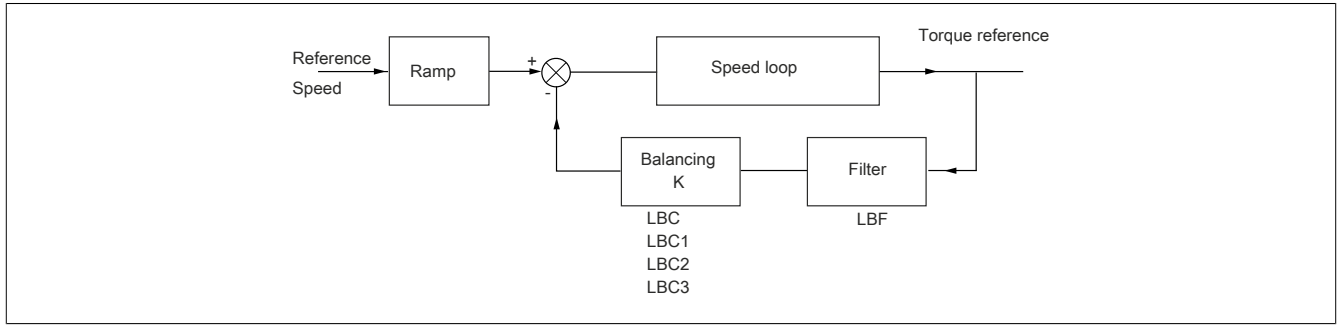 Torque reference
Reference
Speed
Ramp
+
-
Speed loop
Balancing
K
Filter
LBC
LBC1
LBC2
LBC3
LBF